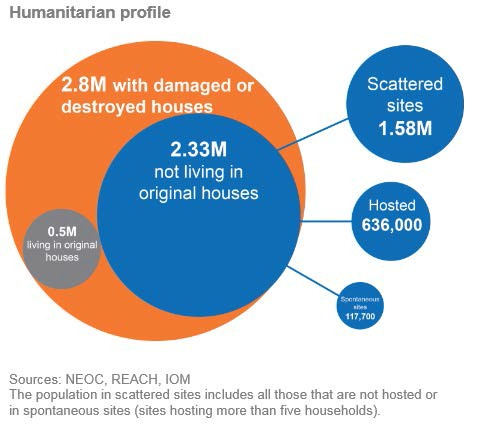 Humanitarian profile
2.8M with damaged or
destroyed houses
2.33M
not living in
original houses
0.5M
living in original
houses
Scattered
sites
1.58M
Hosted
636,000
Spontaneous
sites
117,700
Sources: NEOC, REACH, IOM
The population in scattered sites includes all those that are not hosted or
in spontaneous sites (sites hosting more than five households).